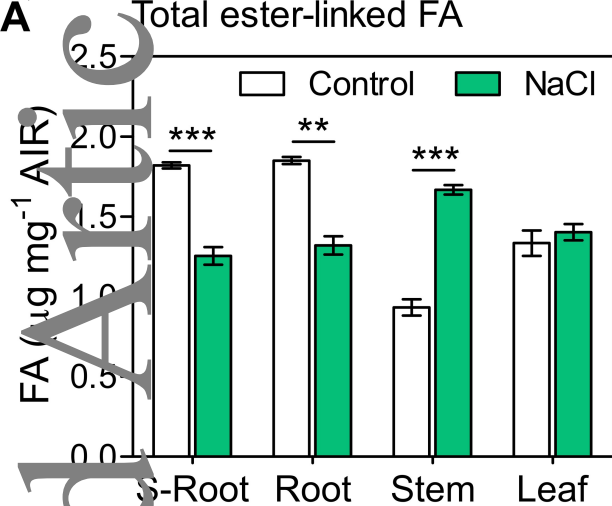 A
Total ester-linked FA
2.5
Control
NaCl
FA (µg mg⁻¹ AIR)
***
**
***
2.0
1.5
1.0
0.5
0.0
S-Root
Root
Stem
Leaf
d Artic